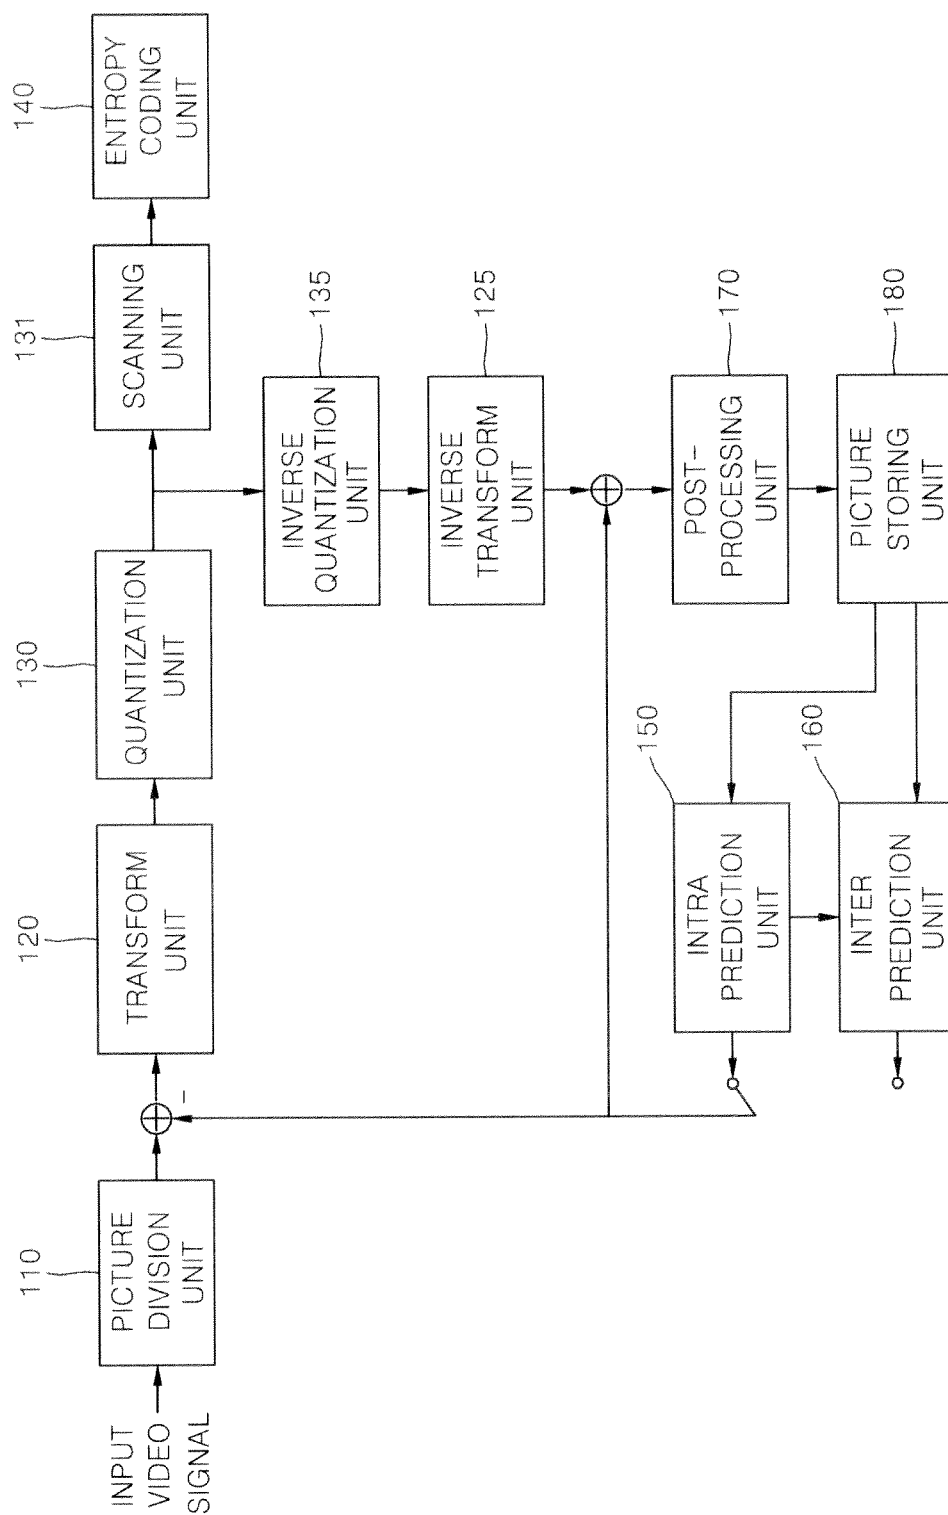 INPUT
VIDEO
SIGNAL
110
PICTURE
DIVISION
UNIT
-
120
TRANSFORM
UNIT
130
QUANTIZATION
UNIT
131
SCANNING
UNIT
140
ENTROPY
CODING
UNIT
INVERSE
QUANTIZATION
UNIT
135
INVERSE
TRANSFORM
UNIT
125
POST-
PROCESSING
UNIT
170
PICTURE
STORING
UNIT
180
150
INTRA
PREDICTION
UNIT
160
INTER
PREDICTION
UNIT